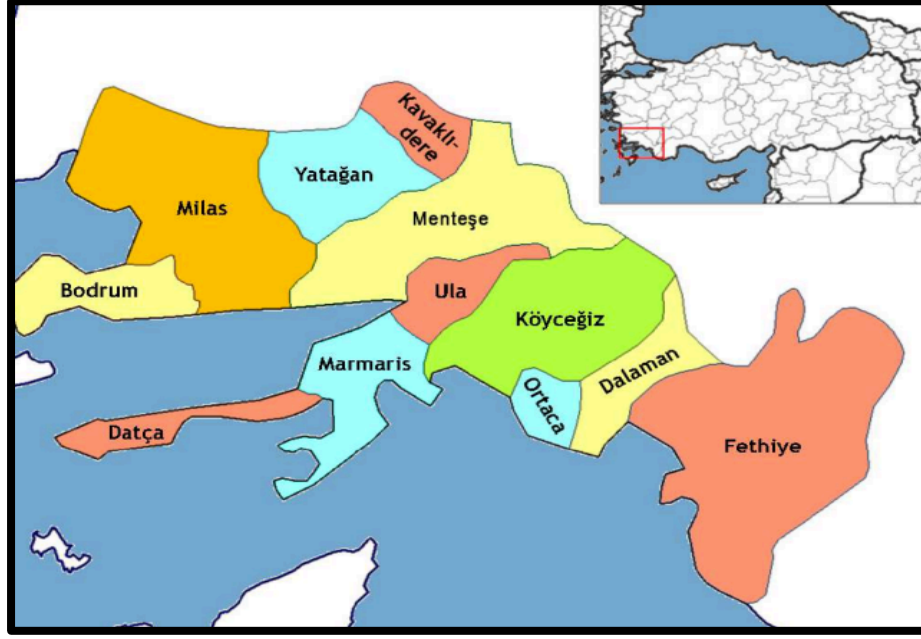 Kavaklı-
dere
Yatağan
Milas
Menteşe
Bodrum
Ula
Köyceğiz
Marmaris
Dalaman
Ortaca
Datça
Fethiye